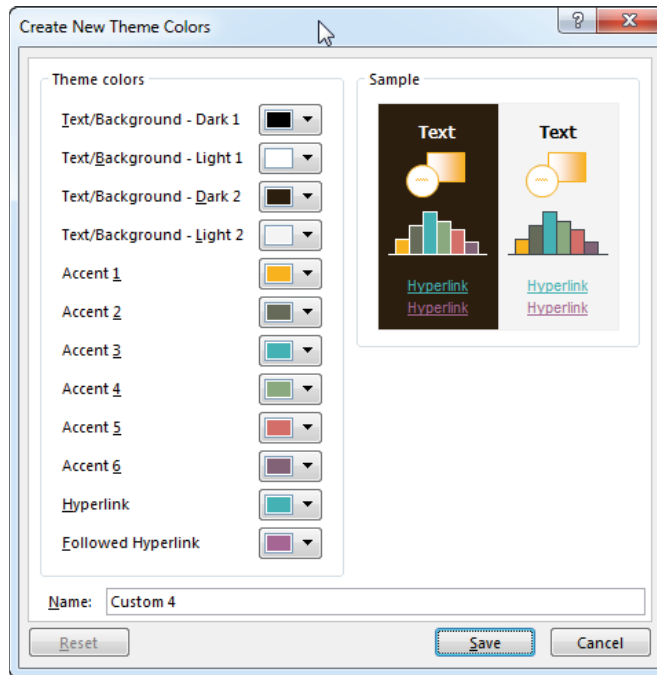 Create New Theme Colors
?
Theme colors
Text/Background - Dark 1
Text/Background - Light 1
Text/Background - Dark 2
Text/Background - Light 2
Accent 1
Accent 2
Accent 3
Accent 4
Accent 5
Accent 6
Hyperlink
Followed Hyperlink
Sample
Text Text
Hyperlink Hyperlink
Hyperlink Hyperlink
Name: Custom 4
Reset Save Cancel